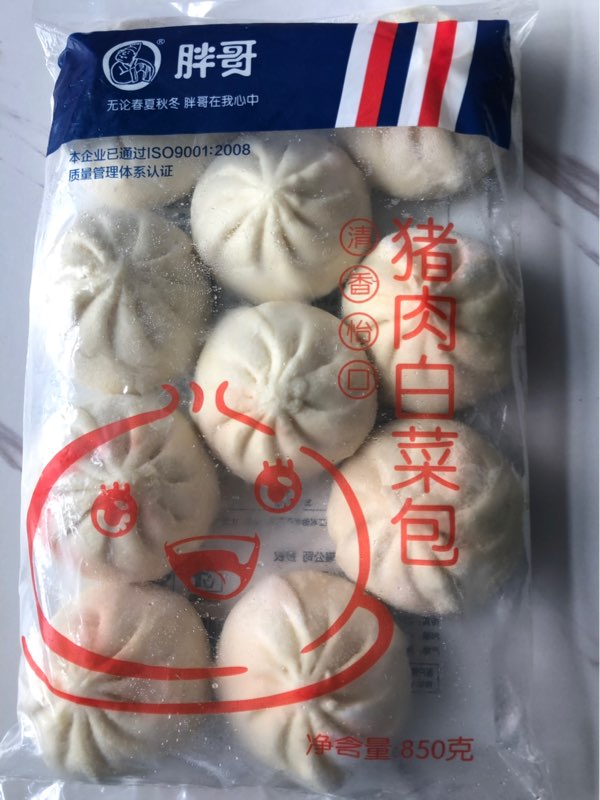 胖哥
无论春夏秋冬 胖哥在我心中
本企业已通过ISO9001:2008
质量管理体系认证
清香怡口
猪肉白菜包
净含量:850克